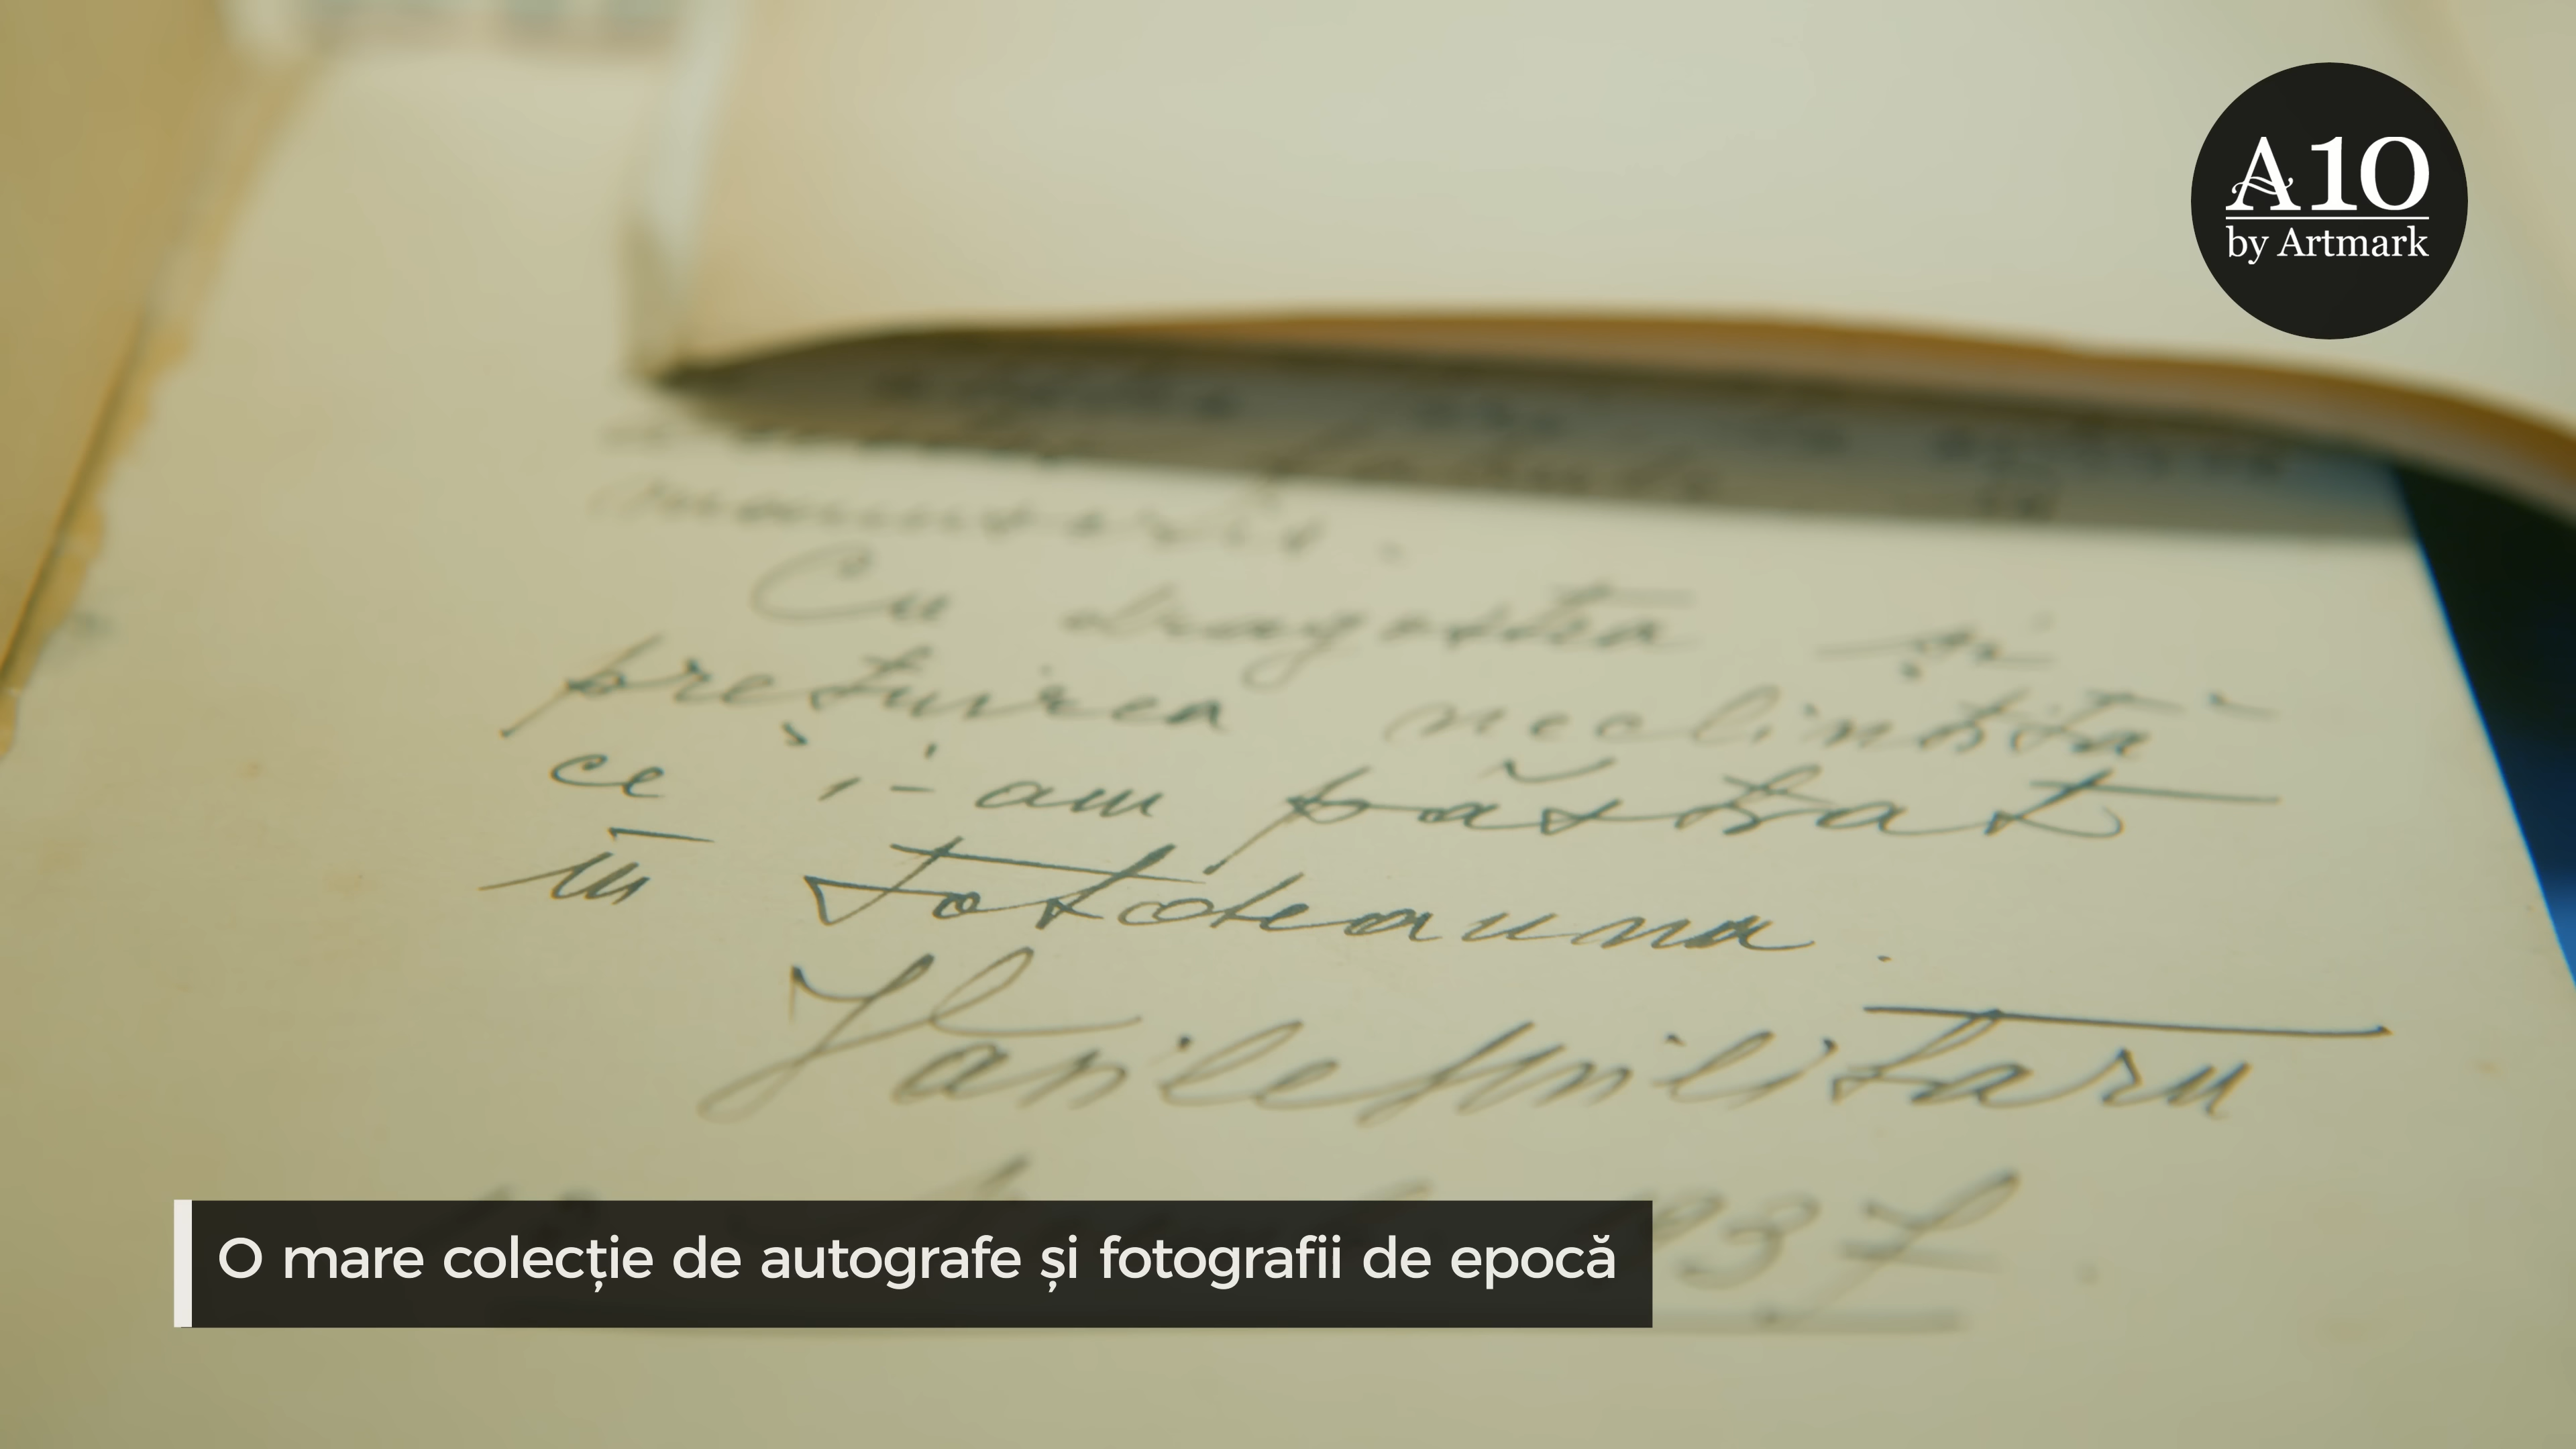 A10
by Artmark
Cu dragostea și
prețuirea neclintită
ce i-am păstrat
în totdeauna.
Vasile Militaru
937
O mare colecție de autografe și fotografii de epocă